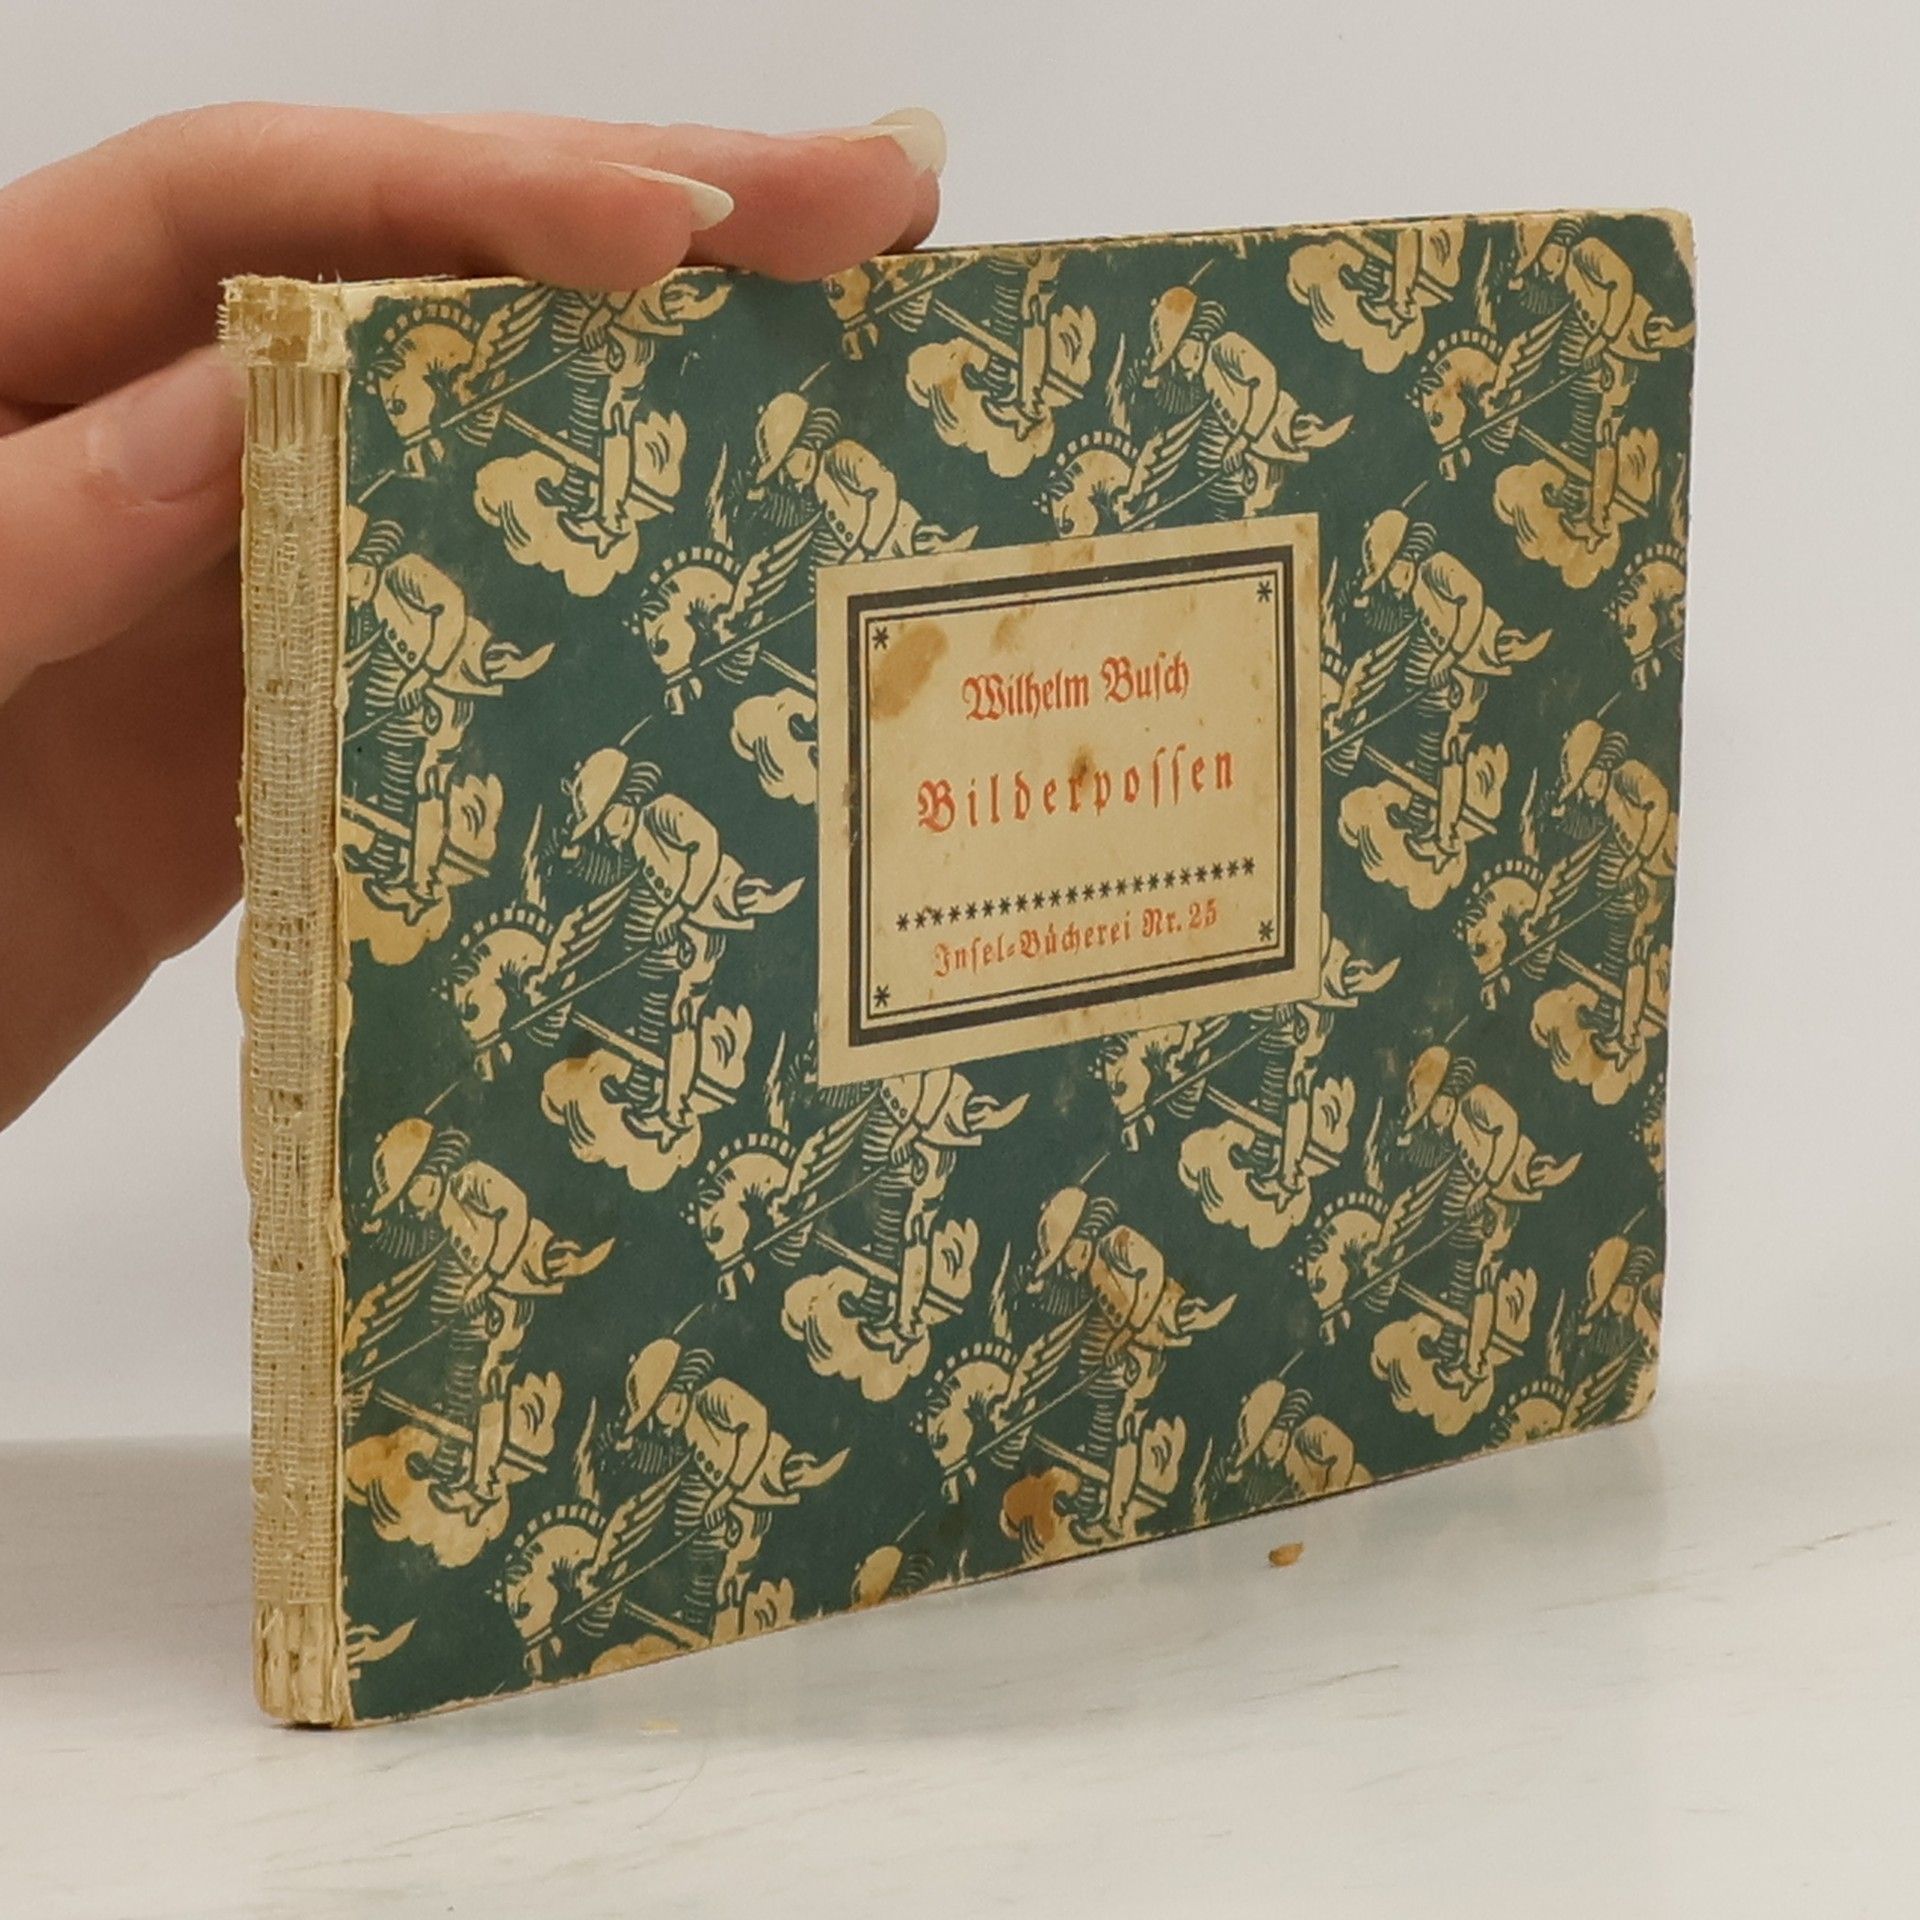 Wilhelm Buſch
Bilderpoſſen
Inſel=Bücherei Nr. 25